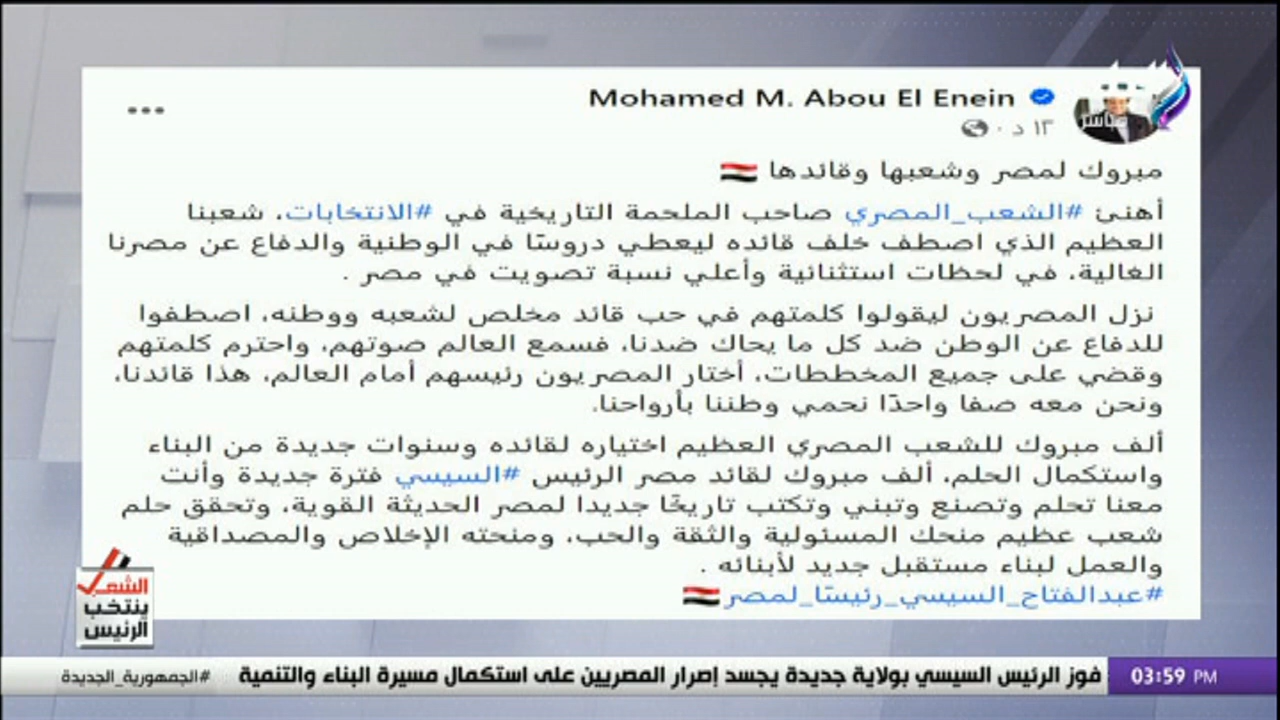 Mohamed M. Abou El Enein
١٣ د ·
مباشر
مبروك لمصر وشعبها وقائدها
أهنئ #الشعب_المصري صاحب الملحمة التاريخية في #الانتخابات، شعبنا
العظيم الذي اصطف خلف قائده ليعطي دروسًا في الوطنية والدفاع عن مصرنا
الغالية، في لحظات استثنائية وأعلي نسبة تصويت في مصر .
نزل المصريون ليقولوا كلمتهم في حب قائد مخلص لشعبه ووطنه، اصطفوا
للدفاع عن الوطن ضد كل ما يحاك ضدنا، فسمع العالم صوتهم، واحترم كلمتهم
وقضي على جميع المخططات، أختار المصريون رئيسهم أمام العالم، هذا قائدنا،
ونحن معه صفا واحدًا نحمي وطننا بأرواحنا.
ألف مبروك للشعب المصري العظيم اختياره لقائده وسنوات جديدة من البناء
واستكمال الحلم، ألف مبروك لقائد مصر الرئيس #السيسي فترة جديدة وأنت
معنا تحلم وتصنع وتبني وتكتب تاريخًا جديدا لمصر الحديثة القوية، وتحقق حلم
شعب عظيم منحك المسئولية والثقة والحب، ومنحته الإخلاص والمصداقية
والعمل لبناء مستقبل جديد لأبنائه .
#عبدالفتاح_السيسي_رئيسًا_لمصر
الشعب
ينتخب
الرئيس
03:59 PM
فوز الرئيس السيسي بولاية جديدة يجسد إصرار المصريين على استكمال مسيرة البناء والتنمية
#الجمهورية_الجديدة